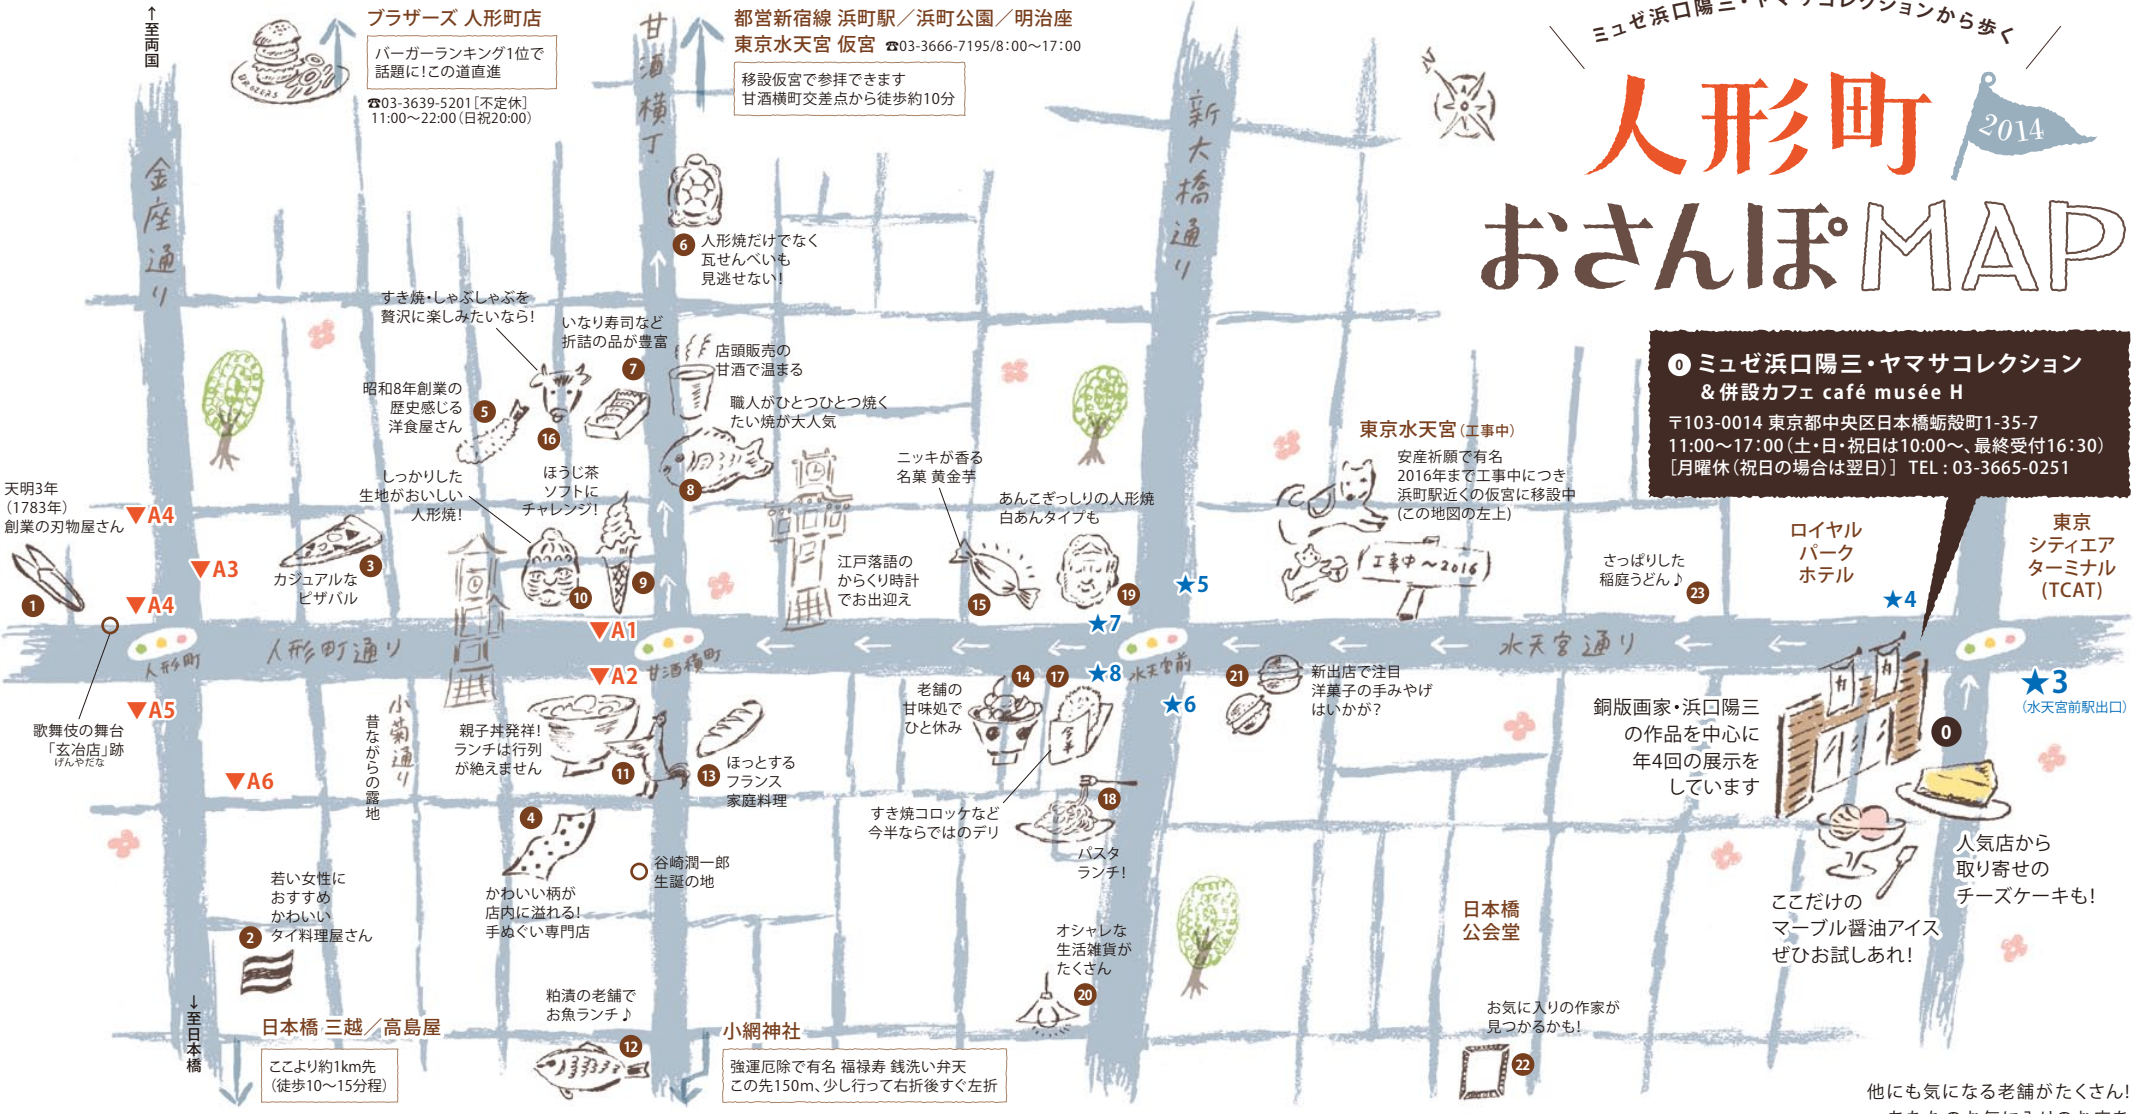 ミュゼ浜口陽三・ヤマサコレクションから歩く
人形町
2014
おさんぽMAP
↑至両国
ブラザーズ 人形町店
バーガーランキング1位で
話題に!この道直進
☎03-3639-5201[不定休]
11:00〜22:00(日祝20:00)
BROZERS
甘酒横丁
都営新宿線 浜町駅／浜町公園／明治座
東京水天宮 仮宮 ☎03-3666-7195/8:00〜17:00
移設仮宮で参拝できます
甘酒横町交差点から徒歩約10分
新大橋通り
N
金座通り
6 人形焼だけでなく
瓦せんべいも
見逃せない!
すき焼・しゃぶしゃぶを
贅沢に楽しみたいなら!
16
いなり寿司など
折詰の品が豊富
7
店頭販売の
甘酒で温まる
昭和8年創業の
歴史感じる
洋食屋さん
5
職人がひとつひとつ焼く
たい焼が大人気
8
0 ミュゼ浜口陽三・ヤマサコレクション
&併設カフェ café musée H
〒103-0014 東京都中央区日本橋蛎殻町1-35-7
11:00〜17:00(土・日・祝日は10:00〜、最終受付16:30)
[月曜休(祝日の場合は翌日)] TEL : 03-3665-0251
東京水天宮(工事中)
安産祈願で有名
2016年まで工事中につき
浜町駅近くの仮宮に移設中
(この地図の左上)
工事中〜2016
しっかりした
生地がおいしい
人形焼!
10
ほうじ茶
ソフトに
チャレンジ!
9
ニッキが香る
名菓 黄金芋
15
あんこぎっしりの人形焼
白あんタイプも
19
天明3年
(1783年)
創業の刃物屋さん
1
▼A4
▼A3
▼A4
カジュアルな
ピザバル
3
江戸落語の
からくり時計
でお出迎え
さっぱりした
稲庭うどん♪
23
ロイヤル
パーク
ホテル
東京
シティエア
ターミナル
(TCAT)
★5
★4
★7
▼A1
人形町
人形町通り
甘酒横町
水天宮前
水天宮通り
▼A2
★8
★6
★3
(水天宮前駅出口)
▼A5
▼A6
歌舞伎の舞台
「玄冶店」跡
げんやだな
小菊通り
昔ながらの露地
親子丼発祥!
ランチは行列
が絶えません
11
13 ほっとする
フランス
家庭料理
老舗の
甘味処で
ひと休み
14
17
今半
すき焼コロッケなど
今半ならではのデリ
18
パスタ
ランチ!
21 新出店で注目
洋菓子の手みやげ
はいかが?
銅版画家・浜口陽三
の作品を中心に
年4回の展示を
しています
0
4
かわいい柄が
店内に溢れる!
手ぬぐい専門店
谷崎潤一郎
生誕の地
若い女性に
おすすめ
かわいい
タイ料理屋さん
2
オシャレな
生活雑貨が
たくさん
20
日本橋
公会堂
ここだけの
マーブル醤油アイス
ぜひお試しあれ!
人気店から
取り寄せの
チーズケーキも!
↓至日本橋
日本橋 三越／高島屋
ここより約1km先
(徒歩10〜15分程)
粕漬の老舗で
お魚ランチ♪
12
小網神社
強運厄除で有名 福禄寿 銭洗い弁天
この先150m、少し行って右折後すぐ左折
お気に入りの作家が
見つかるかも!
22
他にも気になる老舗がたくさん!